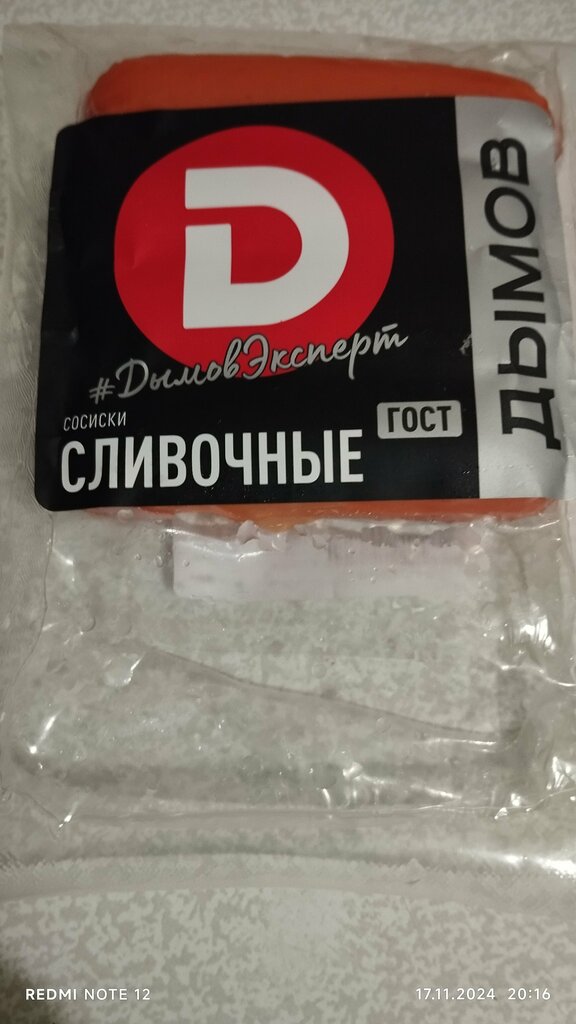 D
#ДымовЭксперт
СОСИСКИ
СЛИВОЧНЫЕ
ГОСТ
ДЫМОВ
REDMI NOTE 12
17.11.2024 20:16